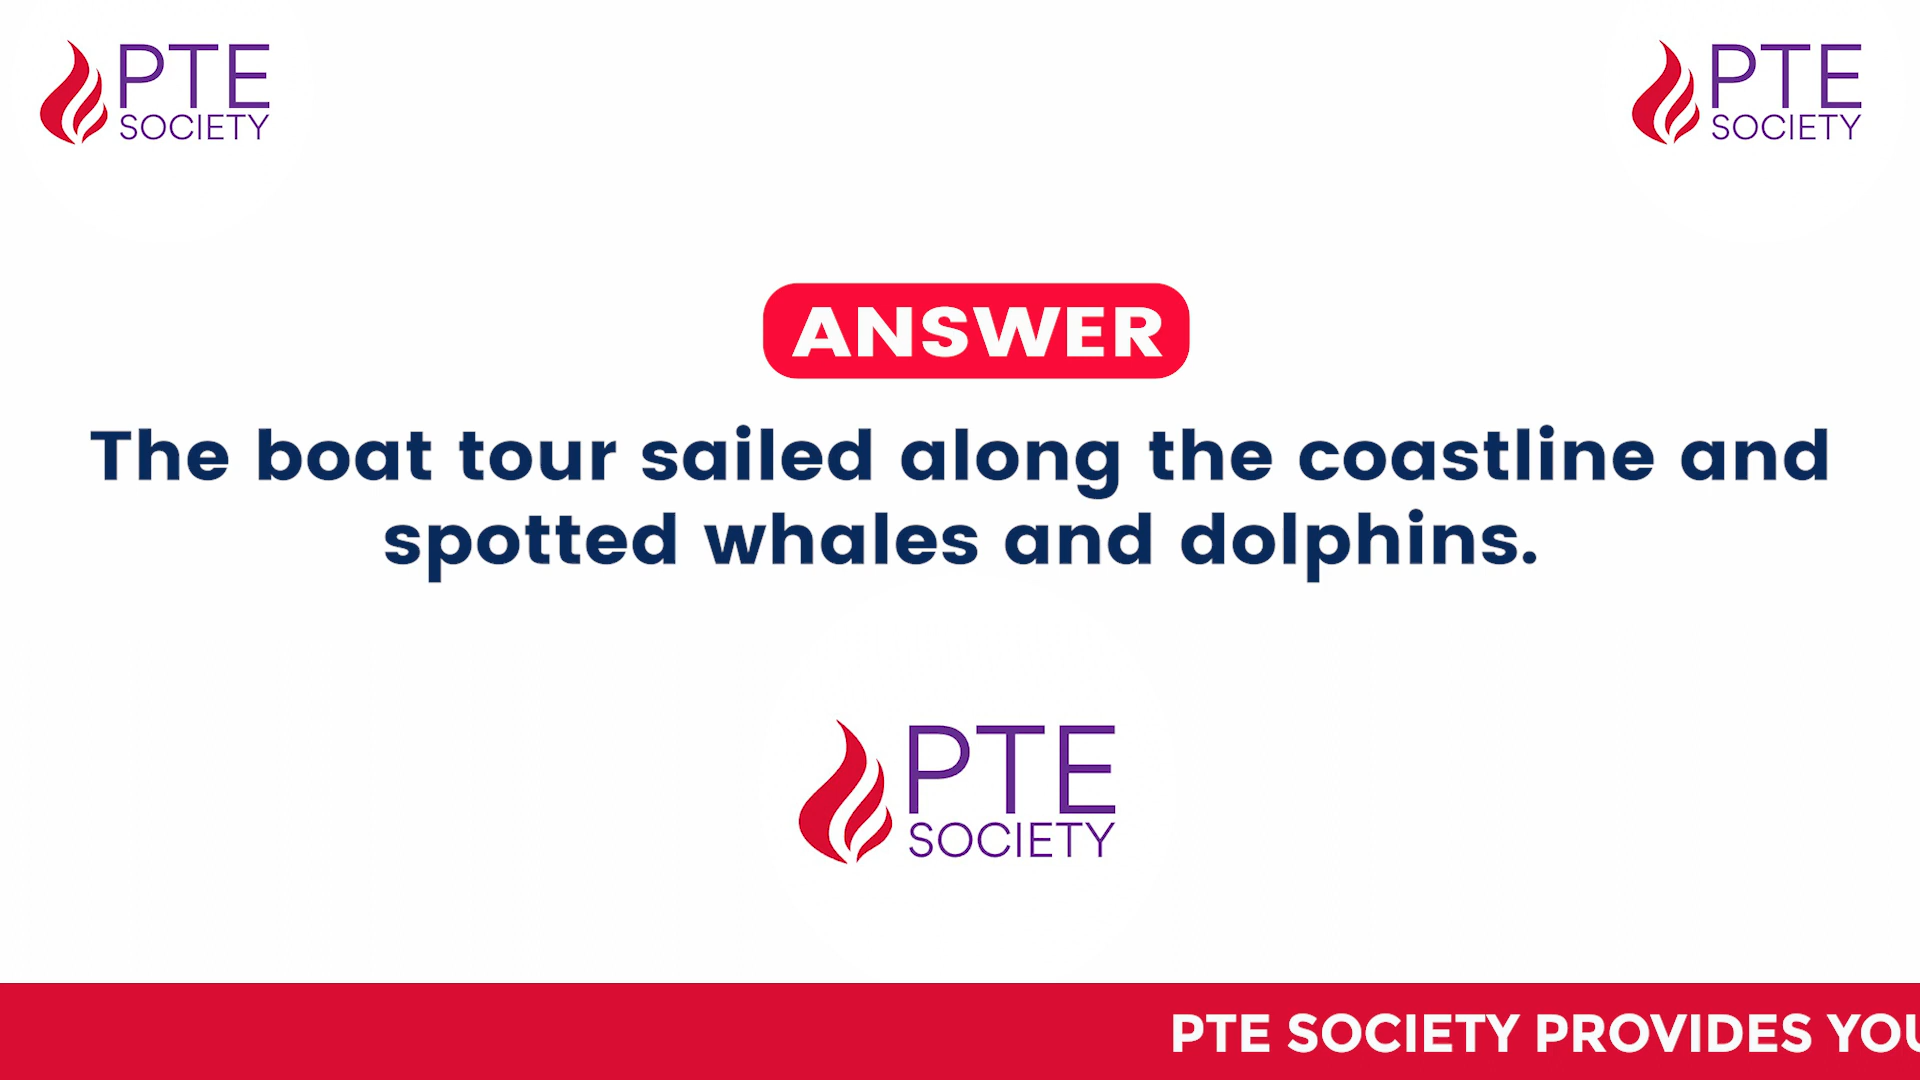 PTE
SOCIETY
PTE
SOCIETY
ANSWER
The boat tour sailed along the coastline and
spotted whales and dolphins.
PTE
SOCIETY
PTE SOCIETY PROVIDES YOU